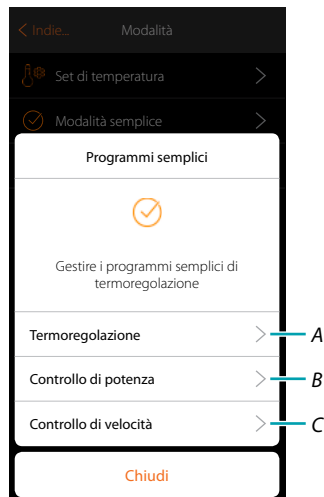 Indie... Modalità
Set di temperatura
Modalità semplice
Programmi semplici
Gestire i programmi semplici di
termoregolazione
Termoregolazione
A
Controllo di potenza
B
Controllo di velocità
C
Chiudi